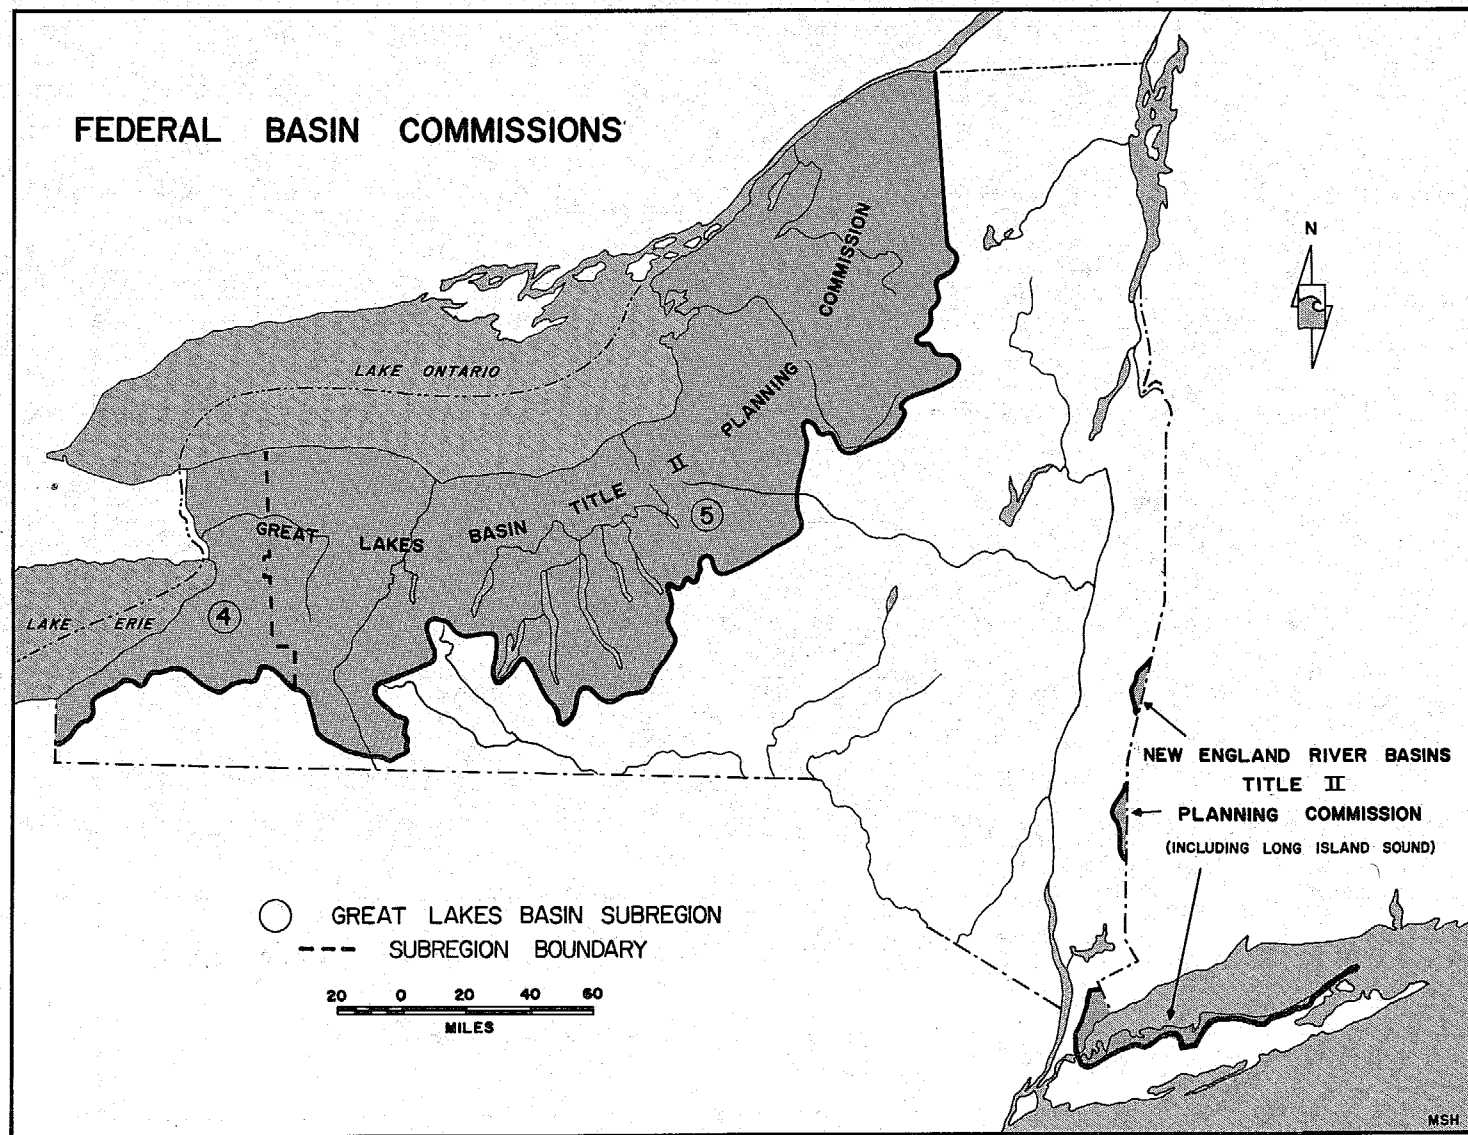 FEDERAL BASIN COMMISSIONS
N
LAKE ONTARIO
GREAT LAKES BASIN TITLE II PLANNING COMMISSION
5
4
LAKE ERIE
NEW ENGLAND RIVER BASINS
TITLE II
PLANNING COMMISSION
(INCLUDING LONG ISLAND SOUND)
GREAT LAKES BASIN SUBREGION
SUBREGION BOUNDARY
20 0 20 40 60
MILES
MSH